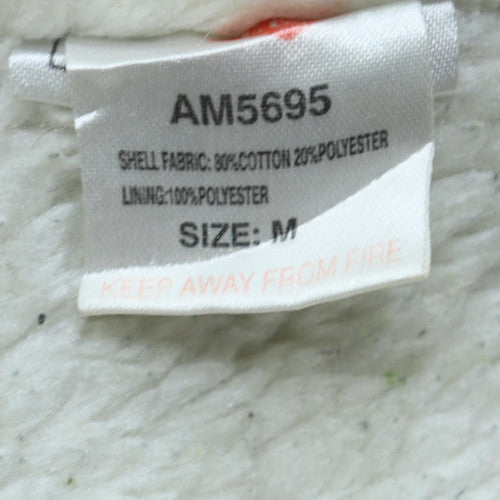 AM5695
SHELL FABRIC: 80%COTTON 20%POLYESTER
LINING:100%POLYESTER
SIZE: M
KEEP AWAY FROM FIRE